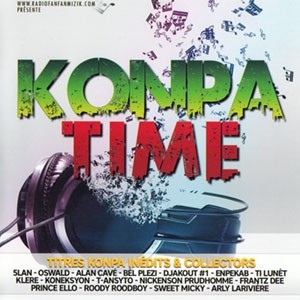 WWW.RADIOFANFANMIZIK.COM
PRÉSENTE
KONPA
TIME
TITRES KONPA INÉDITS & COLLECTORS
SLAN - OSWALD - ALAN CAVÉ - BÈL PLEZI - DJAKOUT #1 - ENPEKAB - TI LUNÈT
KLERE - KONEKSYON - T-ANSYTO - NICKENSON PRUDHOMME - FRANTZ DEE
PRINCE ELLO - ROODY ROODBOY - SWEET MICKY - ARLY LARIVIÈRE